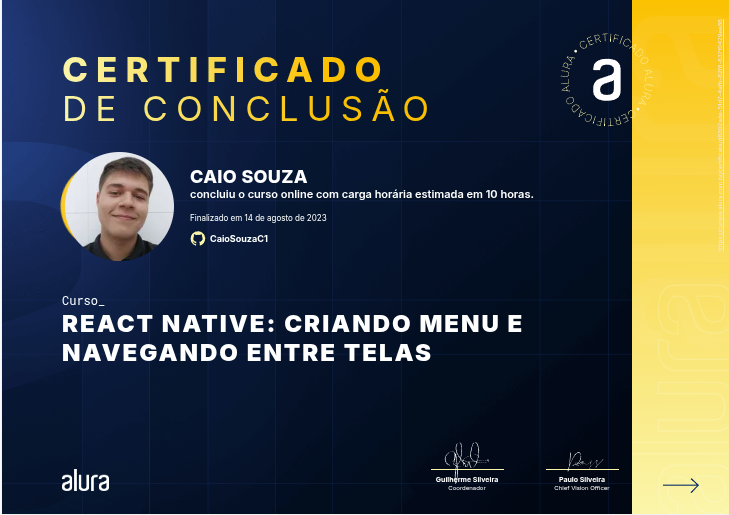 CERTIFICADO
DE CONCLUSÃO
CERTIFICADO ALURA • CERTIFICADO ALURA •
a
CAIO SOUZA
concluiu o curso online com carga horária estimada em 10 horas.
Finalizado em 14 de agosto de 2023
CaioSouzaC1
Curso_
REACT NATIVE: CRIANDO MENU E
NAVEGANDO ENTRE TELAS
alura
Guilherme Silveira
Coordenador
Paulo Silveira
Chief Vision Officer
alura